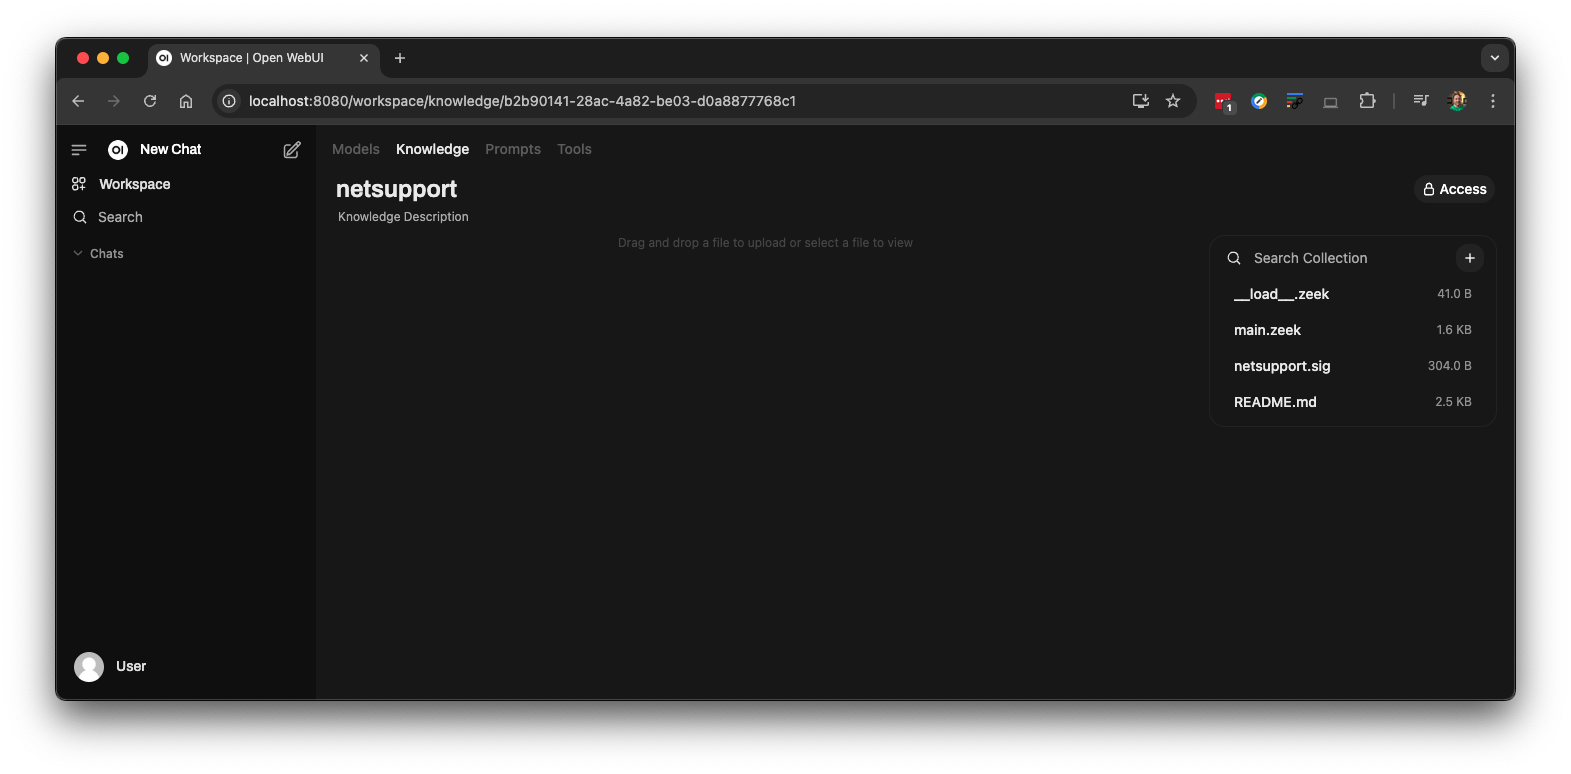 Workspace | Open WebUI
localhost:8080/workspace/knowledge/b2b90141-28ac-4a82-be03-d0a8877768c1
1
OI New Chat
Workspace
Search
Chats
User
Models Knowledge Prompts Tools
netsupport
Access
Knowledge Description
Drag and drop a file to upload or select a file to view
Search Collection
__load__.zeek 41.0 B
main.zeek 1.6 KB
netsupport.sig 304.0 B
README.md 2.5 KB